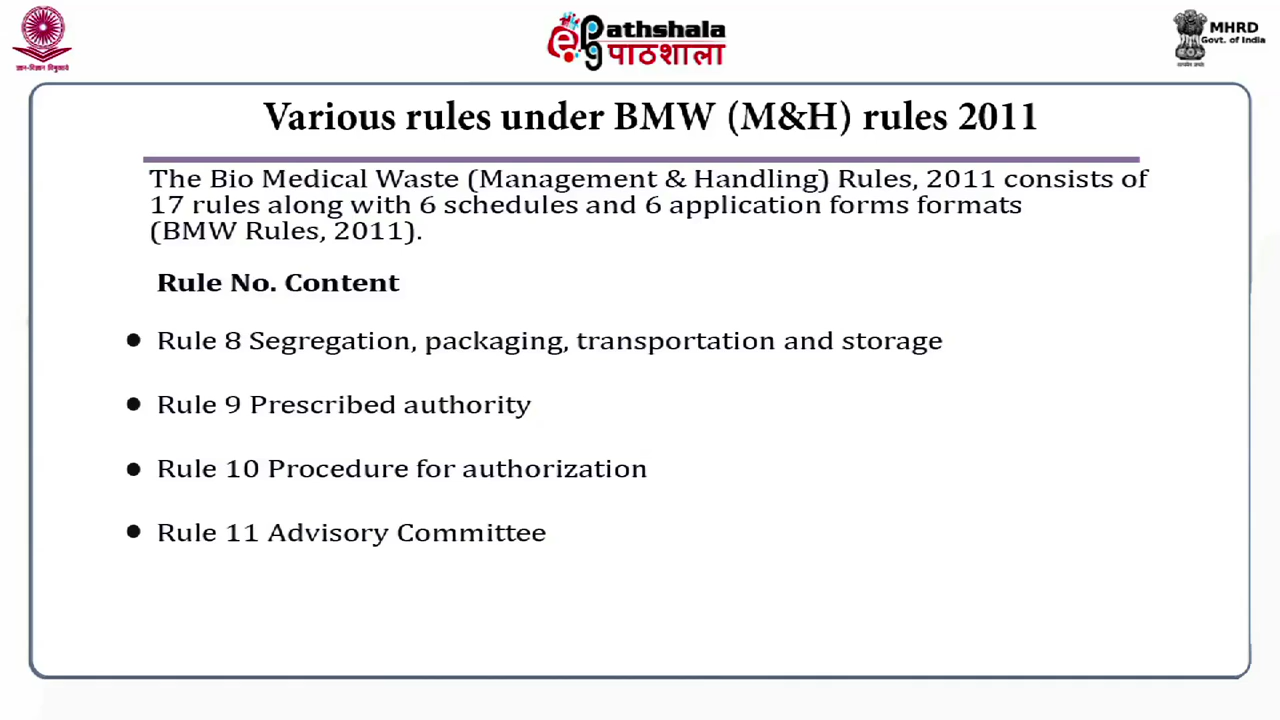 ज्ञान-विज्ञान विमुक्तये
ePG Pathshala
पाठशाला
MHRD
Govt. of India
Various rules under BMW (M&H) rules 2011
The Bio Medical Waste (Management & Handling) Rules, 2011 consists of
17 rules along with 6 schedules and 6 application forms formats
(BMW Rules, 2011).
Rule No. Content
● Rule 8 Segregation, packaging, transportation and storage
● Rule 9 Prescribed authority
● Rule 10 Procedure for authorization
● Rule 11 Advisory Committee